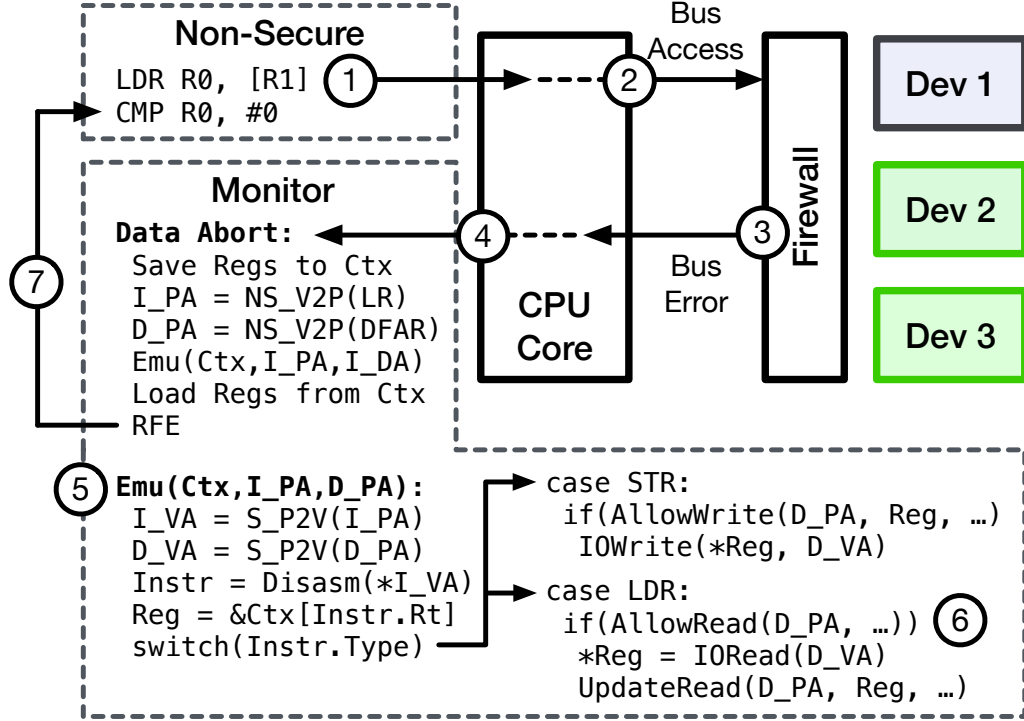 Non-Secure
LDR R0, [R1]
CMP R0, #0
1
2
Bus
Access
Dev 1
Dev 2
Dev 3
Firewall
3
Bus
Error
4
CPU
Core
Monitor
Data Abort:
Save Regs to Ctx
I_PA = NS_V2P(LR)
D_PA = NS_V2P(DFAR)
Emu(Ctx,I_PA,I_DA)
Load Regs from Ctx
RFE
7
5
Emu(Ctx,I_PA,D_PA):
I_VA = S_P2V(I_PA)
D_VA = S_P2V(D_PA)
Instr = Disasm(*I_VA)
Reg = &Ctx[Instr.Rt]
switch(Instr.Type)
case STR:
if(AllowWrite(D_PA, Reg, …)
IOWrite(*Reg, D_VA)
case LDR:
if(AllowRead(D_PA, …))
*Reg = IORead(D_VA)
UpdateRead(D_PA, Reg, …)
6